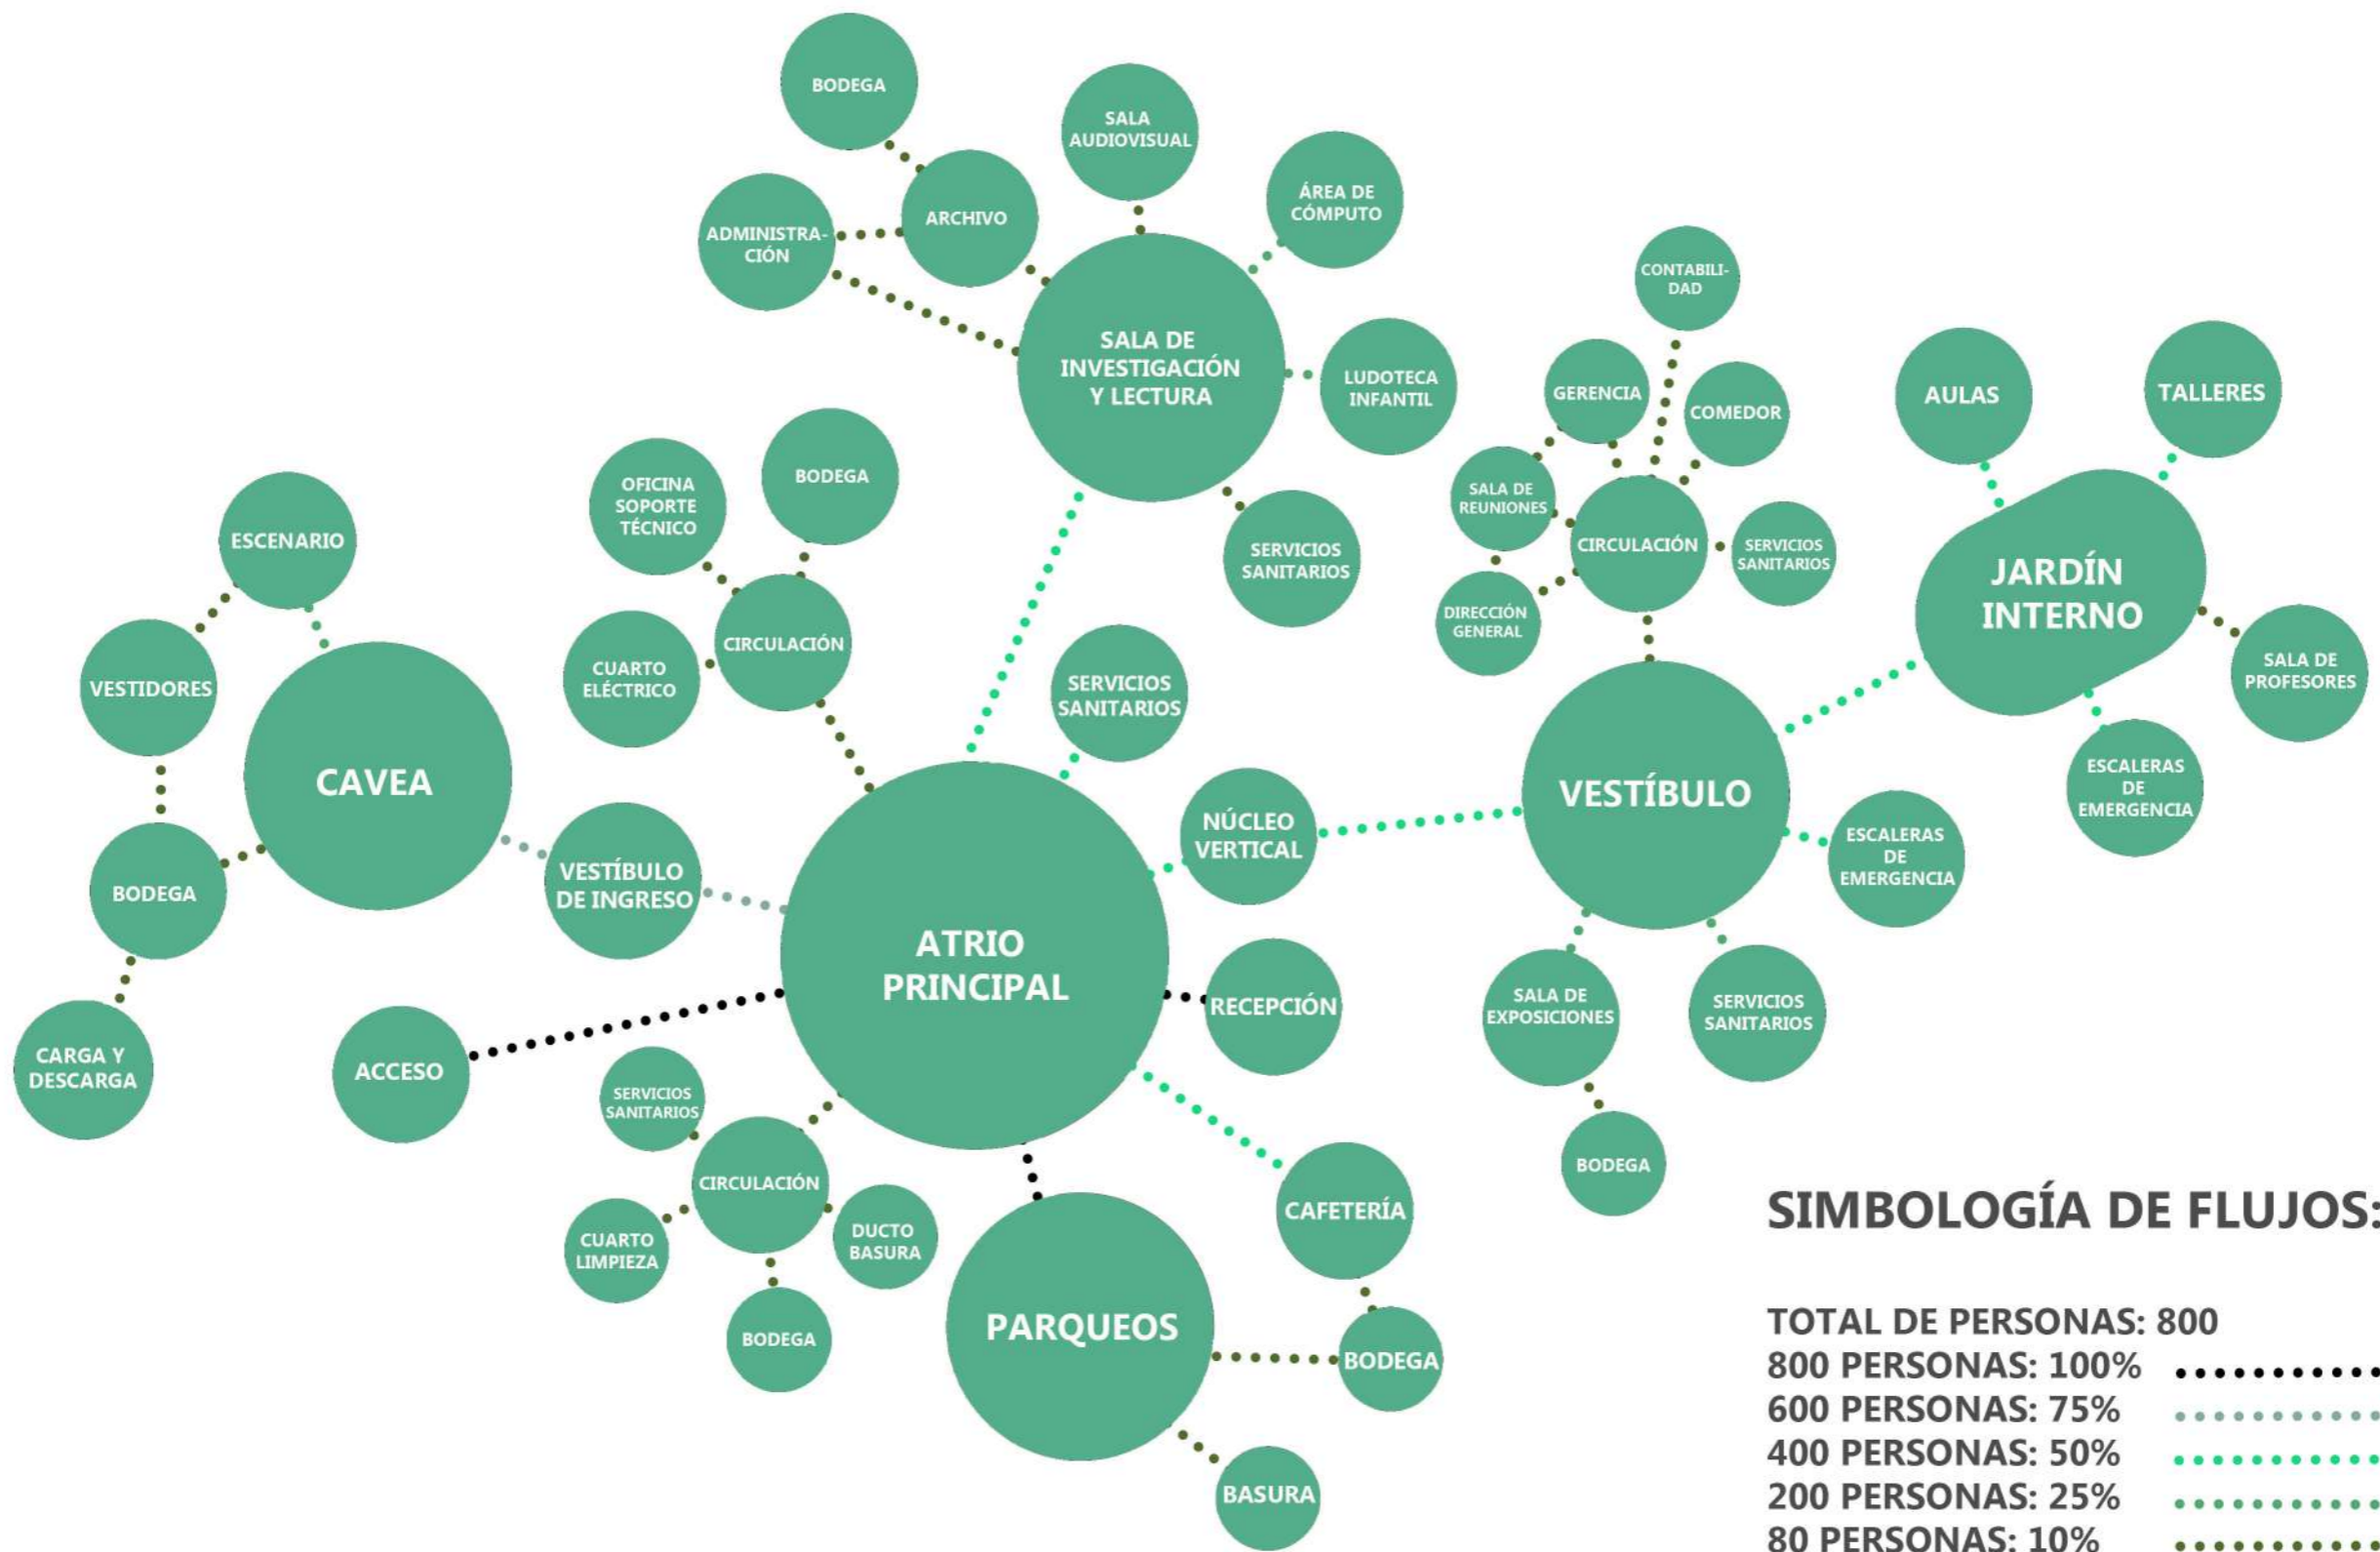 BODEGA
SALA
AUDIOVISUAL
ÁREA DE
CÓMPUTO
ADMINISTRA-
CIÓN
ARCHIVO
SALA DE
INVESTIGACIÓN
Y LECTURA
LUDOTECA
INFANTIL
SERVICIOS
SANITARIOS
CONTABILI-
DAD
GERENCIA
COMEDOR
SALA DE
REUNIONES
CIRCULACIÓN
SERVICIOS
SANITARIOS
DIRECCIÓN
GENERAL
AULAS
TALLERES
JARDÍN
INTERNO
SALA DE
PROFESORES
ESCALERAS
DE
EMERGENCIA
OFICINA
SOPORTE
TÉCNICO
BODEGA
CIRCULACIÓN
CUARTO
ELÉCTRICO
ESCENARIO
VESTIDORES
CAVEA
BODEGA
CARGA Y
DESCARGA
VESTÍBULO
DE INGRESO
SERVICIOS
SANITARIOS
NÚCLEO
VERTICAL
VESTÍBULO
ESCALERAS
DE
EMERGENCIA
ATRIO
PRINCIPAL
RECEPCIÓN
SALA DE
EXPOSICIONES
SERVICIOS
SANITARIOS
BODEGA
ACCESO
SERVICIOS
SANITARIOS
CIRCULACIÓN
CUARTO
LIMPIEZA
DUCTO
BASURA
BODEGA
PARQUEOS
CAFETERÍA
BODEGA
BASURA
SIMBOLOGÍA DE FLUJOS:
TOTAL DE PERSONAS: 800
800 PERSONAS: 100%
600 PERSONAS: 75%
400 PERSONAS: 50%
200 PERSONAS: 25%
80 PERSONAS: 10%